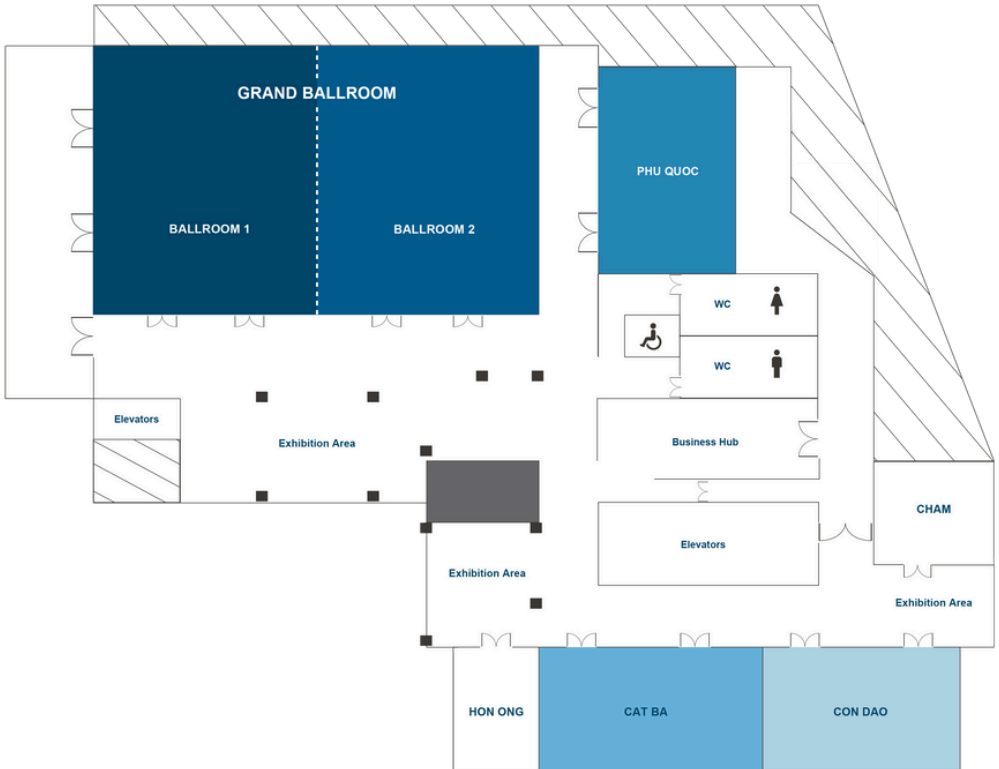 GRAND BALLROOM
PHU QUOC
BALLROOM 1
BALLROOM 2
WC
WC
Elevators
Exhibition Area
Business Hub
CHAM
Elevators
Exhibition Area
Exhibition Area
HON ONG
CAT BA
CON DAO